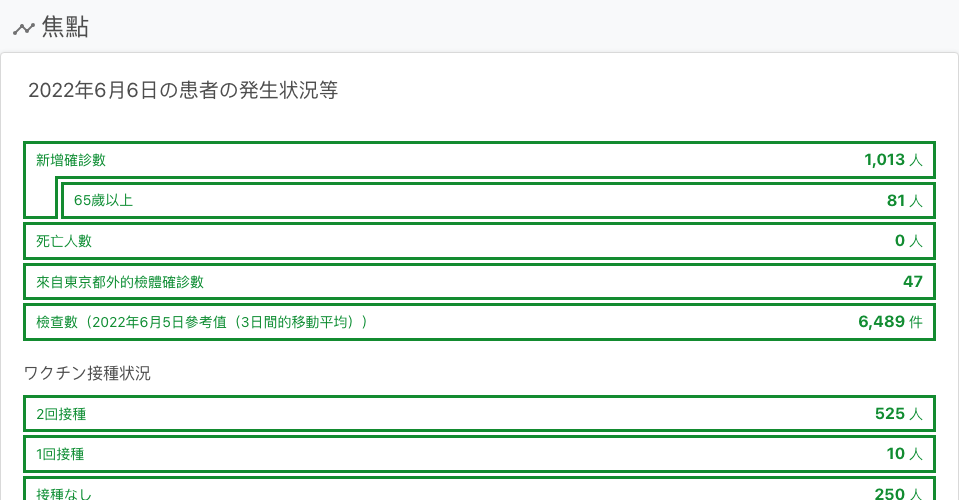 焦點
2022年6月6日の患者の発生状況等
新增確診數 1,013 人
65歲以上 81 人
死亡人數 0 人
來自東京都外的檢體確診數 47
檢查數（2022年6月5日參考值（3日間的移動平均）） 6,489 件
ワクチン接種状況
2回接種 525 人
1回接種 10 人
接種なし 250 人